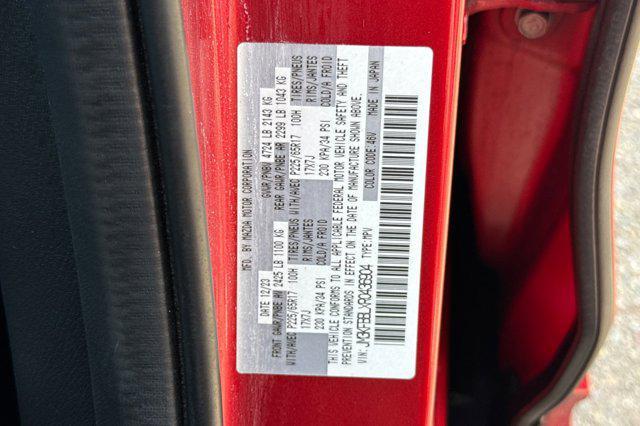 MFD. BY MAZDA MOTOR CORPORATION
DATE 12/23 GVWR/PNBV 4724 LB 2143 KG
FRONT GAWR/PNBE AV 2425 LB 1100 KG REAR GAWR/PNBE AR 2299 LB 1043 KG
WITH/AVEC P225/65R17 100H TIRES/PNEUS WITH/AVEC P225/65R17 100H TIRES/PNEUS
17X7J RIMS/JANTES 17X7J RIMS/JANTES
230 KPA/34 PSI COLD/A FROID 230 KPA/34 PSI COLD/A FROID
THIS VEHICLE CONFORMS TO ALL APPLICABLE FEDERAL MOTOR VEHICLE SAFETY AND THEFT
PREVENTION STANDARDS IN EFFECT ON THE DATE OF MANUFACTURE SHOWN ABOVE.
COLOR CODE:46V MADE IN JAPAN
VIN: TYPE:MPV